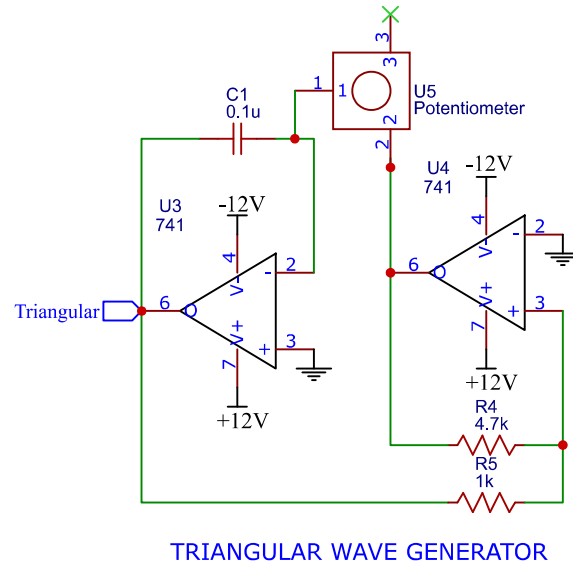 3
3
1
1
U5
Potentiometer
2
2
C1
0.1u
U4
741
-12V
4
V-
-
2
6
O
V+
+
3
7
+12V
U3
741
-12V
4
V-
-
2
Triangular
6
O
V+
+
3
7
+12V
R4
4.7k
R5
1k
TRIANGULAR WAVE GENERATOR